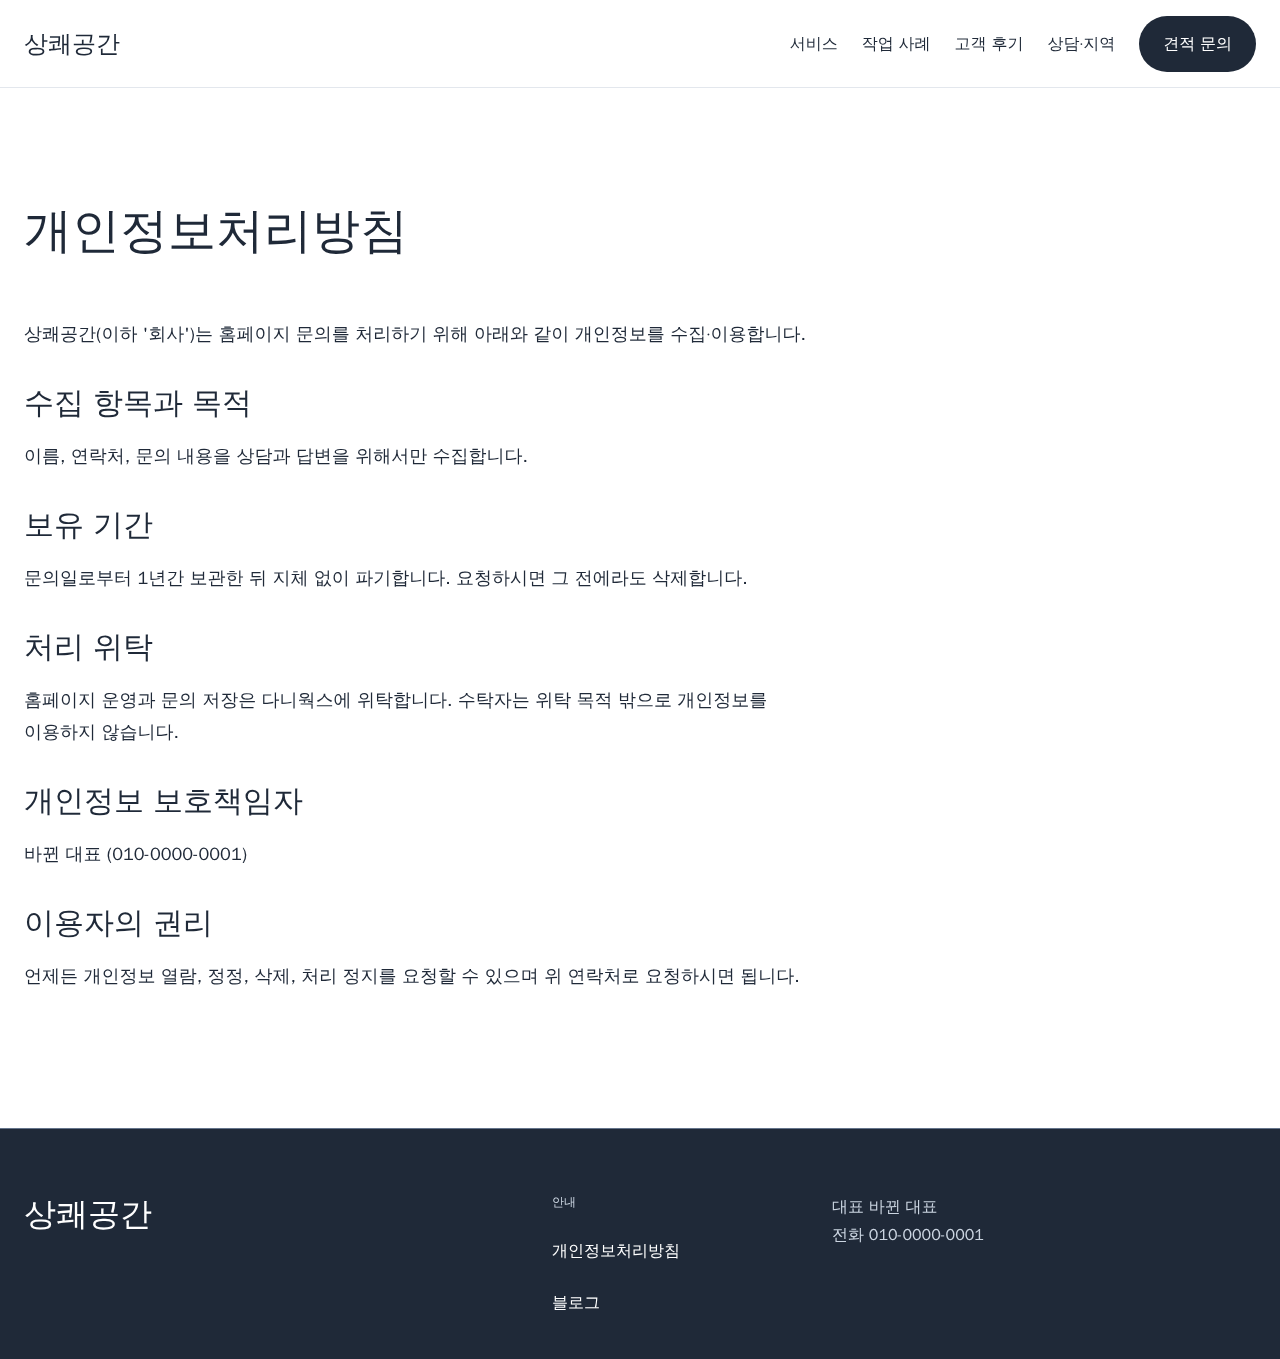 상쾌공간
서비스
작업 사례
고객 후기
상담·지역
견적 문의
개인정보처리방침
상쾌공간(이하 '회사')는 홈페이지 문의를 처리하기 위해 아래와 같이 개인정보를 수집·이용합니다.
수집 항목과 목적
이름, 연락처, 문의 내용을 상담과 답변을 위해서만 수집합니다.
보유 기간
문의일로부터 1년간 보관한 뒤 지체 없이 파기합니다. 요청하시면 그 전에라도 삭제합니다.
처리 위탁
홈페이지 운영과 문의 저장은 다니웍스에 위탁합니다. 수탁자는 위탁 목적 밖으로 개인정보를
이용하지 않습니다.
개인정보 보호책임자
바뀐 대표 (010-0000-0001)
이용자의 권리
언제든 개인정보 열람, 정정, 삭제, 처리 정지를 요청할 수 있으며 위 연락처로 요청하시면 됩니다.
상쾌공간
안내
개인정보처리방침
블로그
대표 바뀐 대표
전화 010-0000-0001